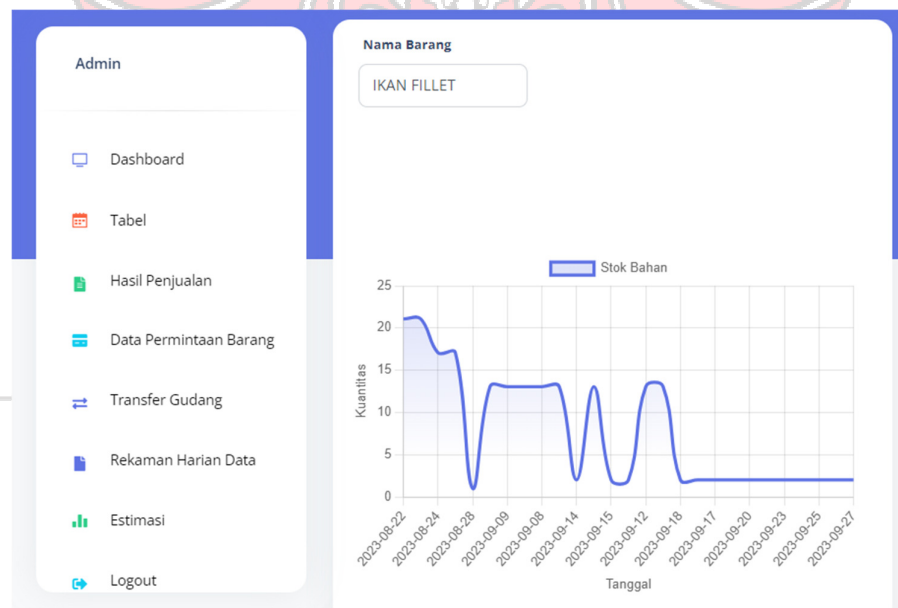 Admin
Dashboard
Tabel
Hasil Penjualan
Data Permintaan Barang
Transfer Gudang
Rekaman Harian Data
Estimasi
Logout
Nama Barang
IKAN FILLET
Stok Bahan
Kuantitas
25
20
15
10
5
0
2023-08-22
2023-08-24
2023-08-28
2023-09-09
2023-09-08
2023-09-14
2023-09-15
2023-09-12
2023-09-18
2023-09-17
2023-09-20
2023-09-23
2023-09-25
2023-09-27
Tanggal